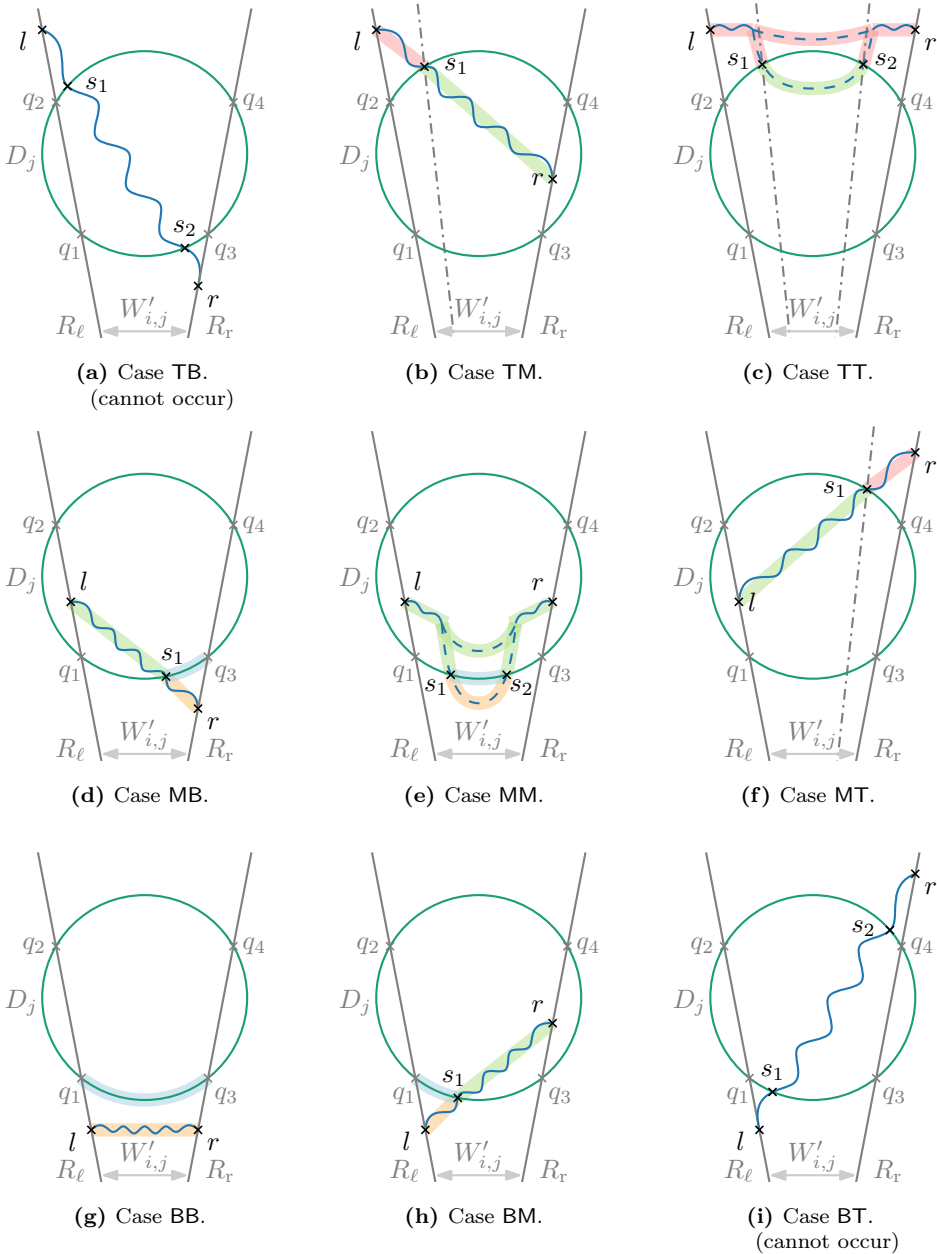 l
s₁
q₂
q₄
D_j
s₂
q₁
q₃
r
W′_{i,j}
R_ℓ
R_r
(a) Case TB.
(cannot occur)
l
s₁
q₂
q₄
D_j
r
q₁
q₃
W′_{i,j}
R_ℓ
R_r
(b) Case TM.
l
r
s₁
s₂
q₂
q₄
D_j
q₁
q₃
W′_{i,j}
R_ℓ
R_r
(c) Case TT.
q₂
q₄
D_j
l
s₁
q₁
q₃
r
W′_{i,j}
R_ℓ
R_r
(d) Case MB.
q₂
q₄
D_j
l
r
q₁
q₃
s₁
s₂
W′_{i,j}
R_ℓ
R_r
(e) Case MM.
r
s₁
q₂
q₄
D_j
l
q₁
q₃
W′_{i,j}
R_ℓ
R_r
(f) Case MT.
q₂
q₄
D_j
q₁
q₃
l
r
W′_{i,j}
R_ℓ
R_r
(g) Case BB.
q₂
q₄
D_j
r
s₁
q₁
q₃
l
W′_{i,j}
R_ℓ
R_r
(h) Case BM.
r
s₂
q₂
q₄
D_j
s₁
q₁
q₃
l
W′_{i,j}
R_ℓ
R_r
(i) Case BT.
(cannot occur)